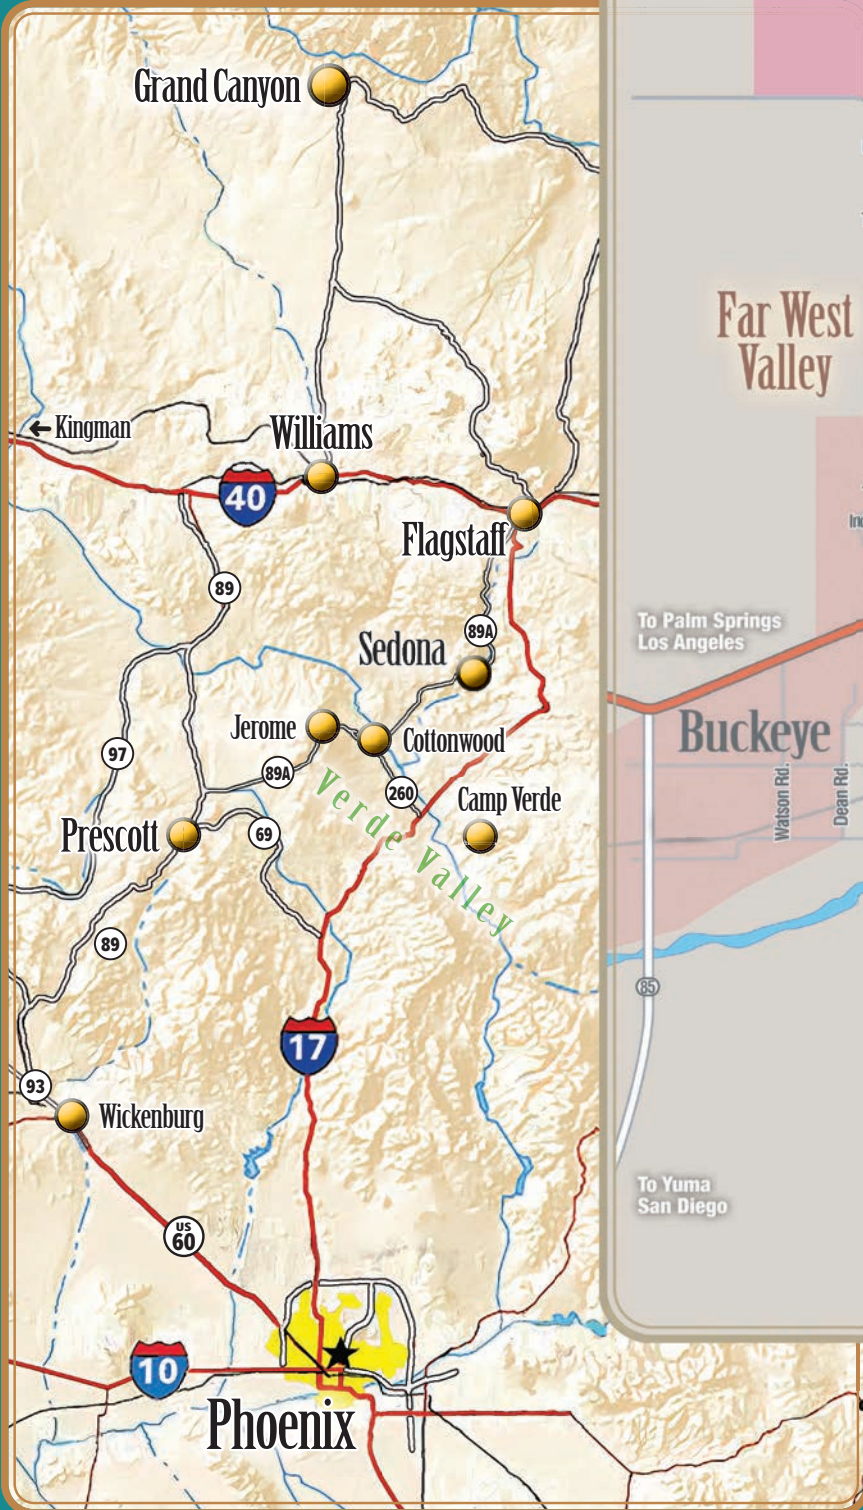 Grand Canyon
Far West
Valley
← Kingman
Williams
40
Flagstaff
89
To Palm Springs
Los Angeles
89A
Sedona
Jerome
Cottonwood
Buckeye
97
89A
260
Camp Verde
Watson Rd.
Dean Rd.
Prescott
69
Verde Valley
89
85
17
93
Wickenburg
To Yuma
San Diego
US
60
10
Phoenix